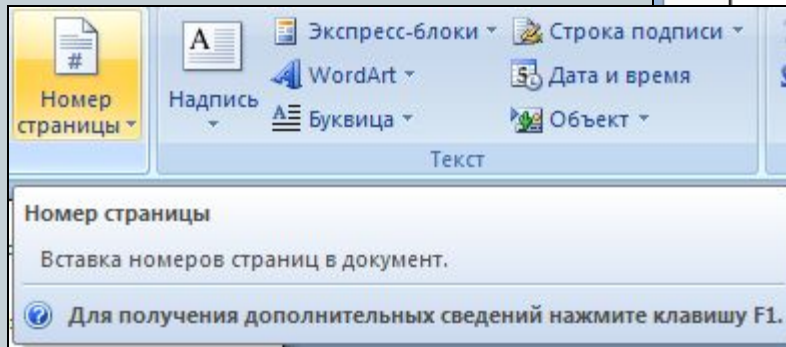 #
Номер
страницы
A
Надпись
Экспресс-блоки
WordArt
Буквица
Строка подписи
Дата и время
Объект
Текст
Номер страницы
Вставка номеров страниц в документ.
Для получения дополнительных сведений нажмите клавишу F1.